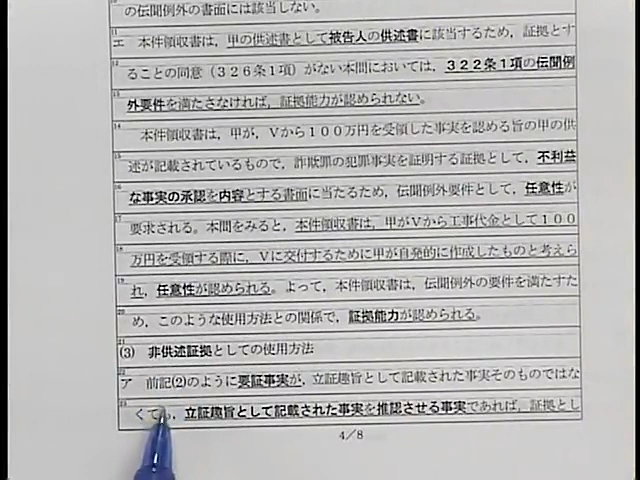 の伝聞例外の書面には該当しない。
11
エ 本件領収書は，甲の供述書として被告人の供述書に該当するため，証拠とす
12
ることの同意（３２６条１項）がない本問においては，３２２条１項の伝聞例
13
外要件を満たさなければ，証拠能力が認められない。
14
本件領収書は，甲が，Ｖから１００万円を受領した事実を認める旨の甲の供
15
述が記載されているもので，詐欺罪の犯罪事実を証明する証拠として，不利益
16
な事実の承認を内容とする書面に当たるため，伝聞例外要件として，任意性が
17
要求される。本問をみると，本件領収書は，甲がＶから工事代金として１００
18
万円を受領する際に，Ｖに交付するために甲が自発的に作成したものと考えら
19
れ，任意性が認められる。よって，本件領収書は，伝聞例外の要件を満たすた
20
め，このような使用方法との関係で，証拠能力が認められる。
21
(3) 非供述証拠としての使用方法
22
ア 前記(2)のように要証事実が，立証趣旨として記載された事実そのものではな
23
くても，立証趣旨として記載された事実を推認させる事実であれば，証拠とし
4／8